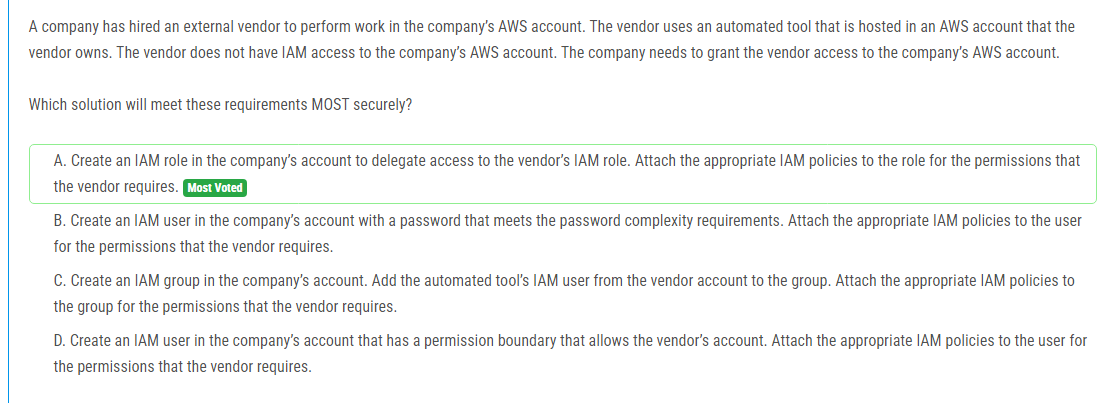 A company has hired an external vendor to perform work in the company's AWS account. The vendor uses an automated tool that is hosted in an AWS account that the
vendor owns. The vendor does not have IAM access to the company's AWS account. The company needs to grant the vendor access to the company's AWS account.
Which solution will meet these requirements MOST securely?
A. Create an IAM role in the company's account to delegate access to the vendor's IAM role. Attach the appropriate IAM policies to the role for the permissions that
the vendor requires. Most Voted
B. Create an IAM user in the company's account with a password that meets the password complexity requirements. Attach the appropriate IAM policies to the user
for the permissions that the vendor requires.
C. Create an IAM group in the company's account. Add the automated tool's IAM user from the vendor account to the group. Attach the appropriate IAM policies to
the group for the permissions that the vendor requires.
D. Create an IAM user in the company's account that has a permission boundary that allows the vendor's account. Attach the appropriate IAM policies to the user for
the permissions that the vendor requires.